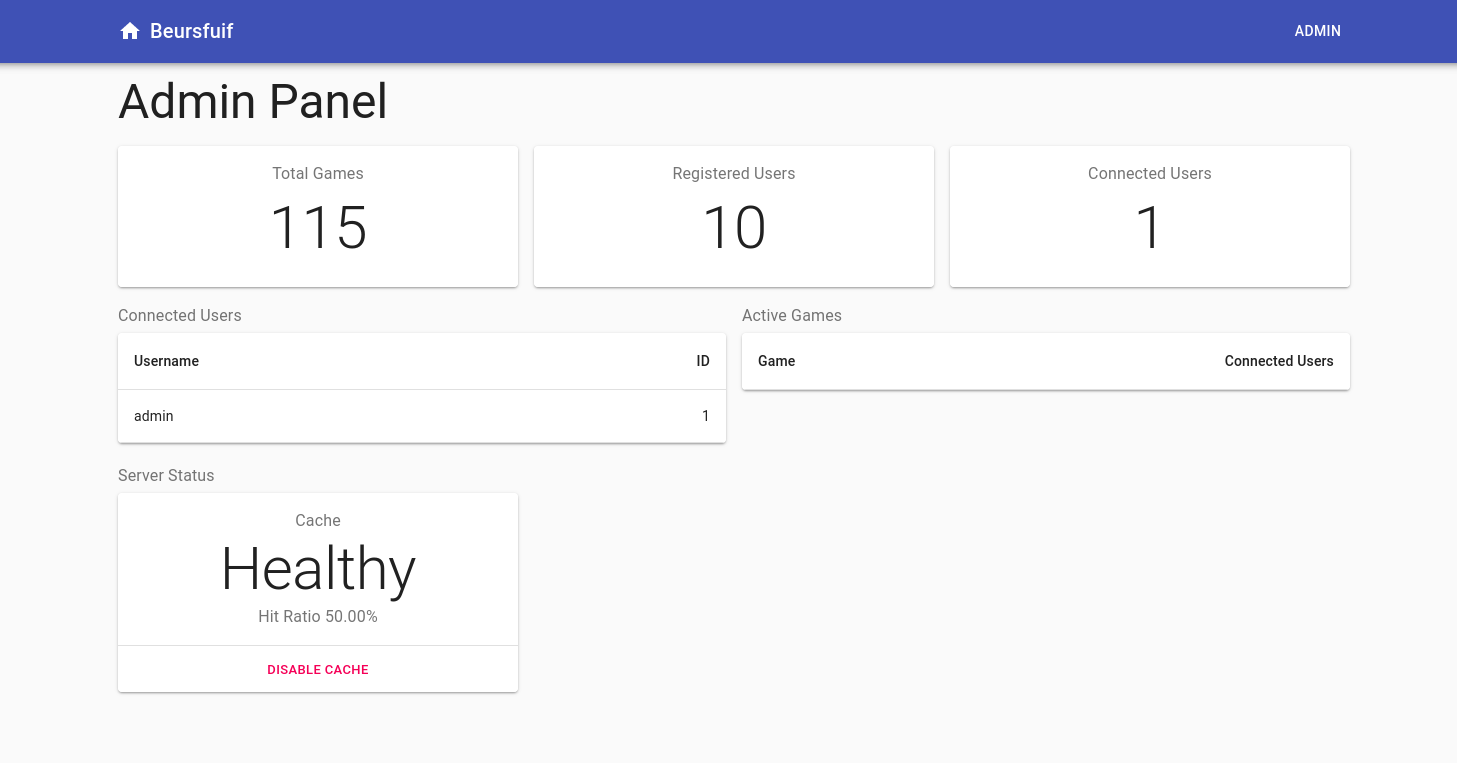 Beursfuif
ADMIN
Admin Panel
Total Games
115
Registered Users
10
Connected Users
1
Connected Users
Username ID
admin 1
Active Games
Game Connected Users
Server Status
Cache
Healthy
Hit Ratio 50.00%
DISABLE CACHE